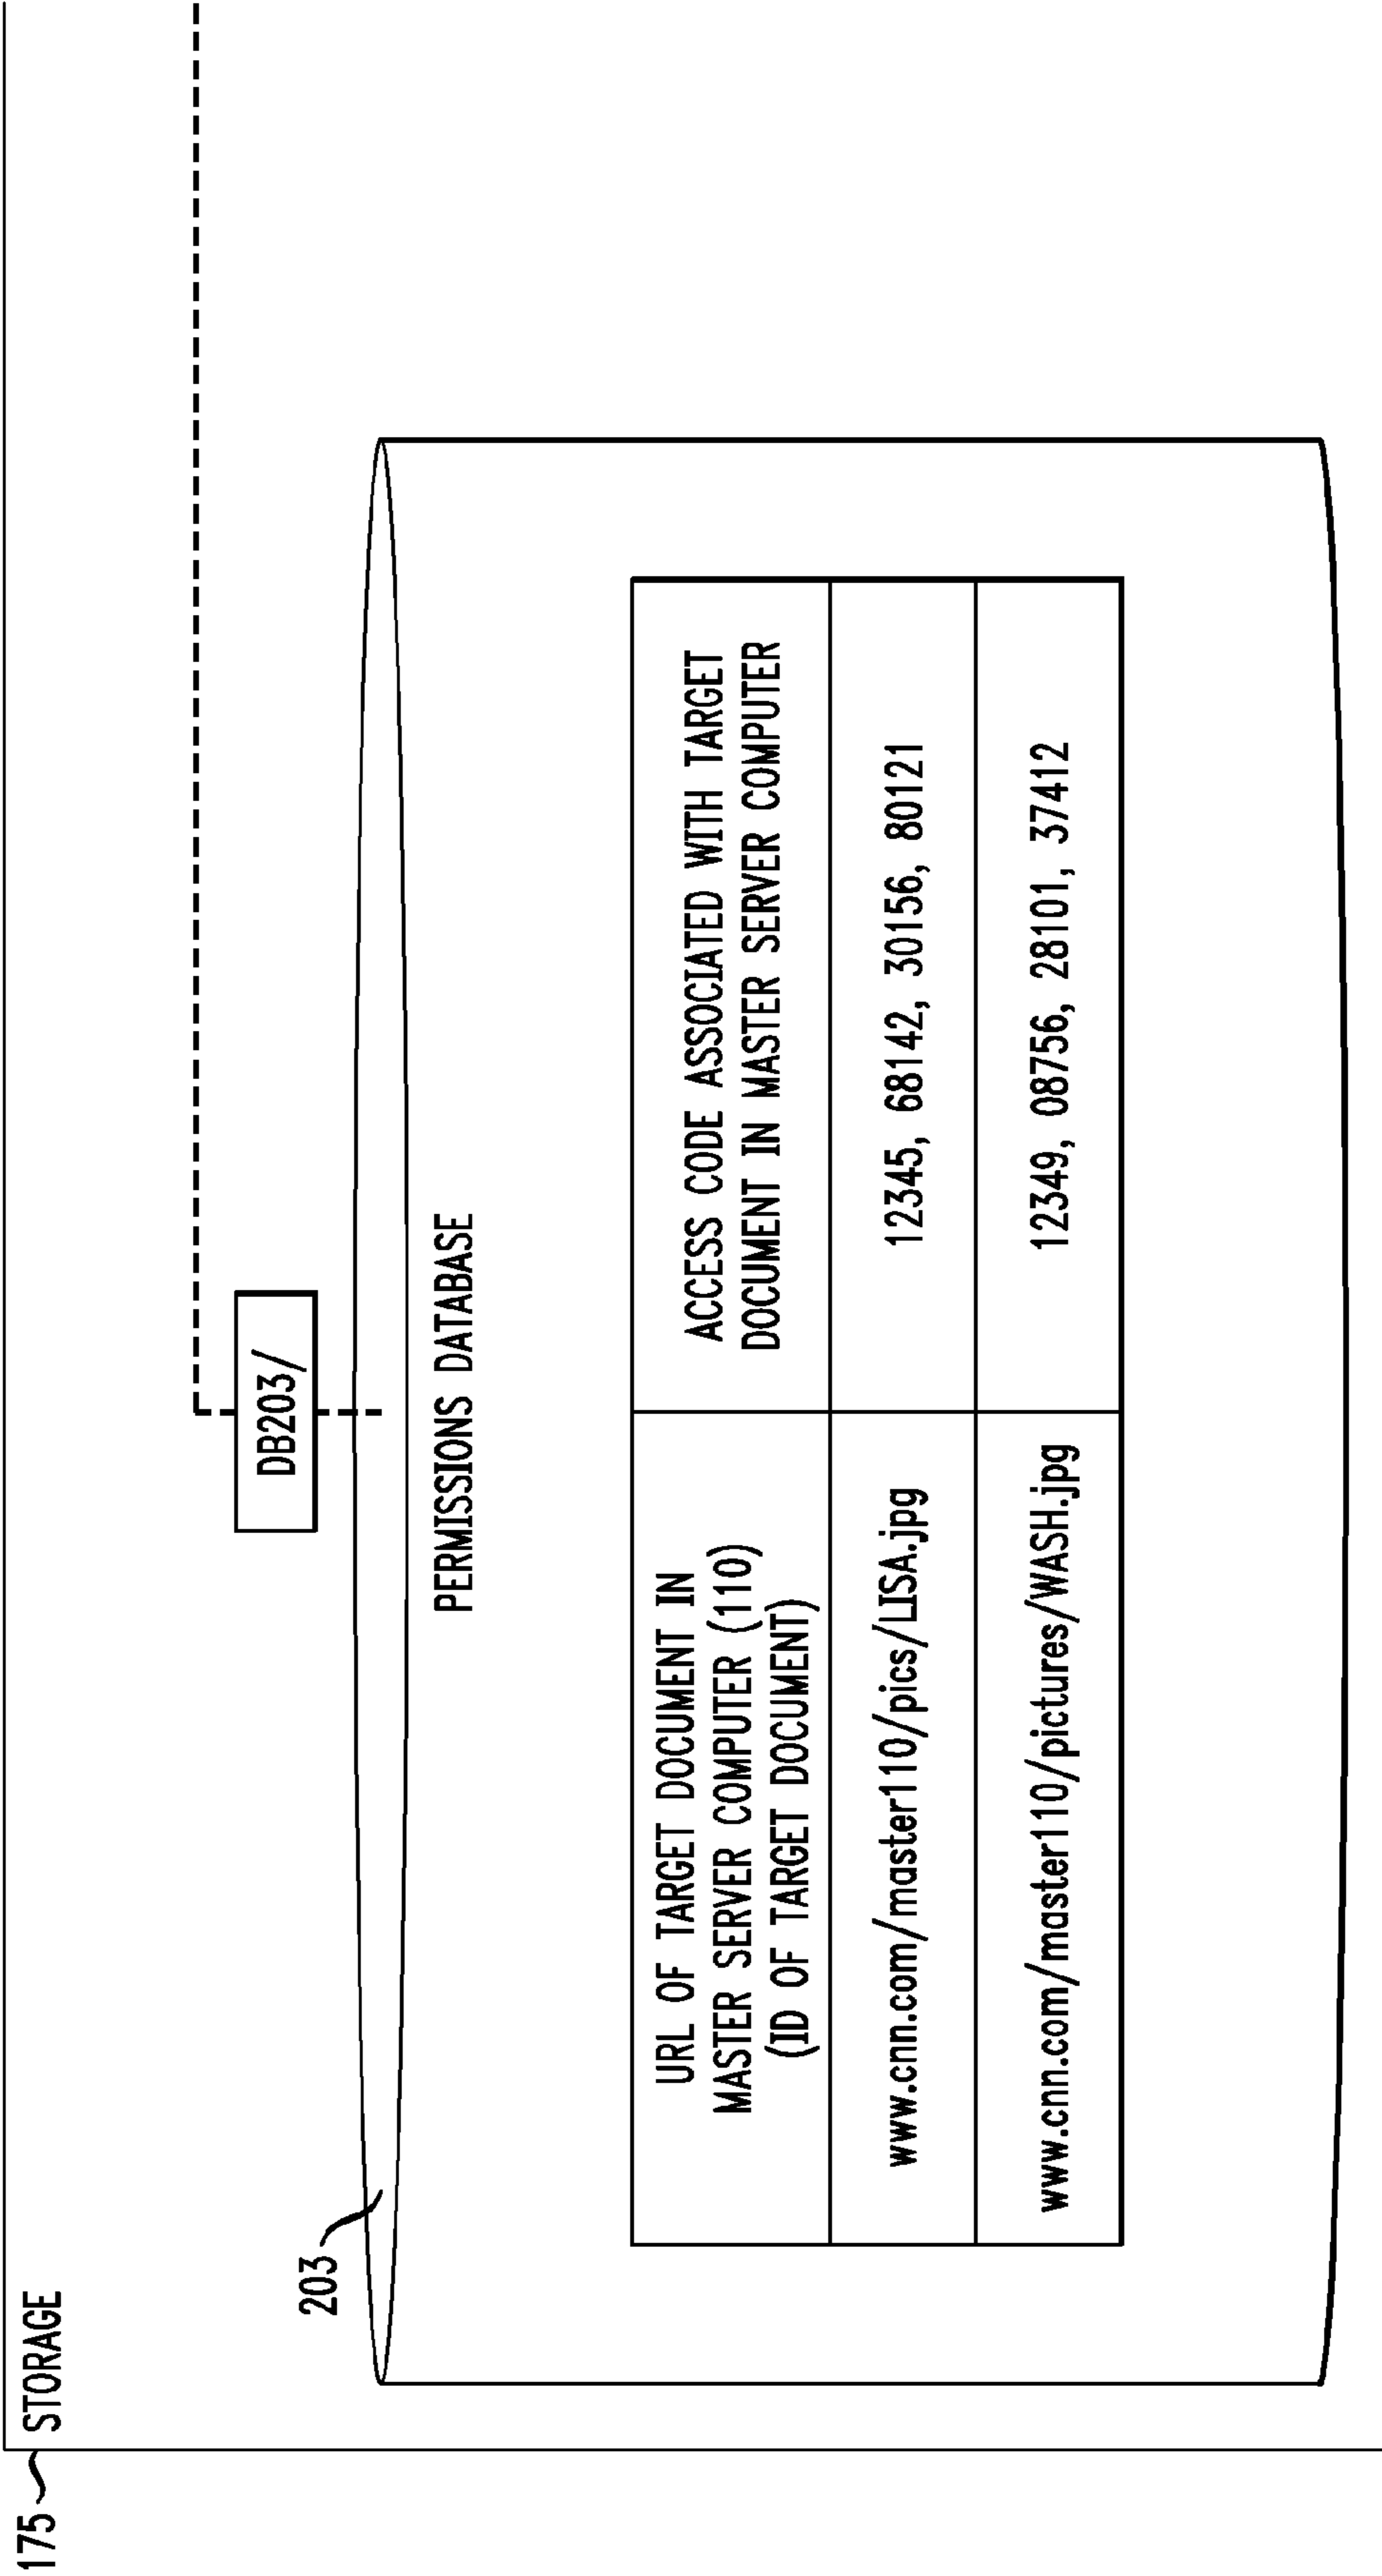 175
STORAGE
DB203/
203
PERMISSIONS DATABASE
URL OF TARGET DOCUMENT IN
MASTER SERVER COMPUTER (110)
(ID OF TARGET DOCUMENT)
ACCESS CODE ASSOCIATED WITH TARGET
DOCUMENT IN MASTER SERVER COMPUTER
www.cnn.com/master110/pics/LISA.jpg
12345, 68142, 30156, 80121
www.cnn.com/master110/pictures/WASH.jpg
12349, 08756, 28101, 37412